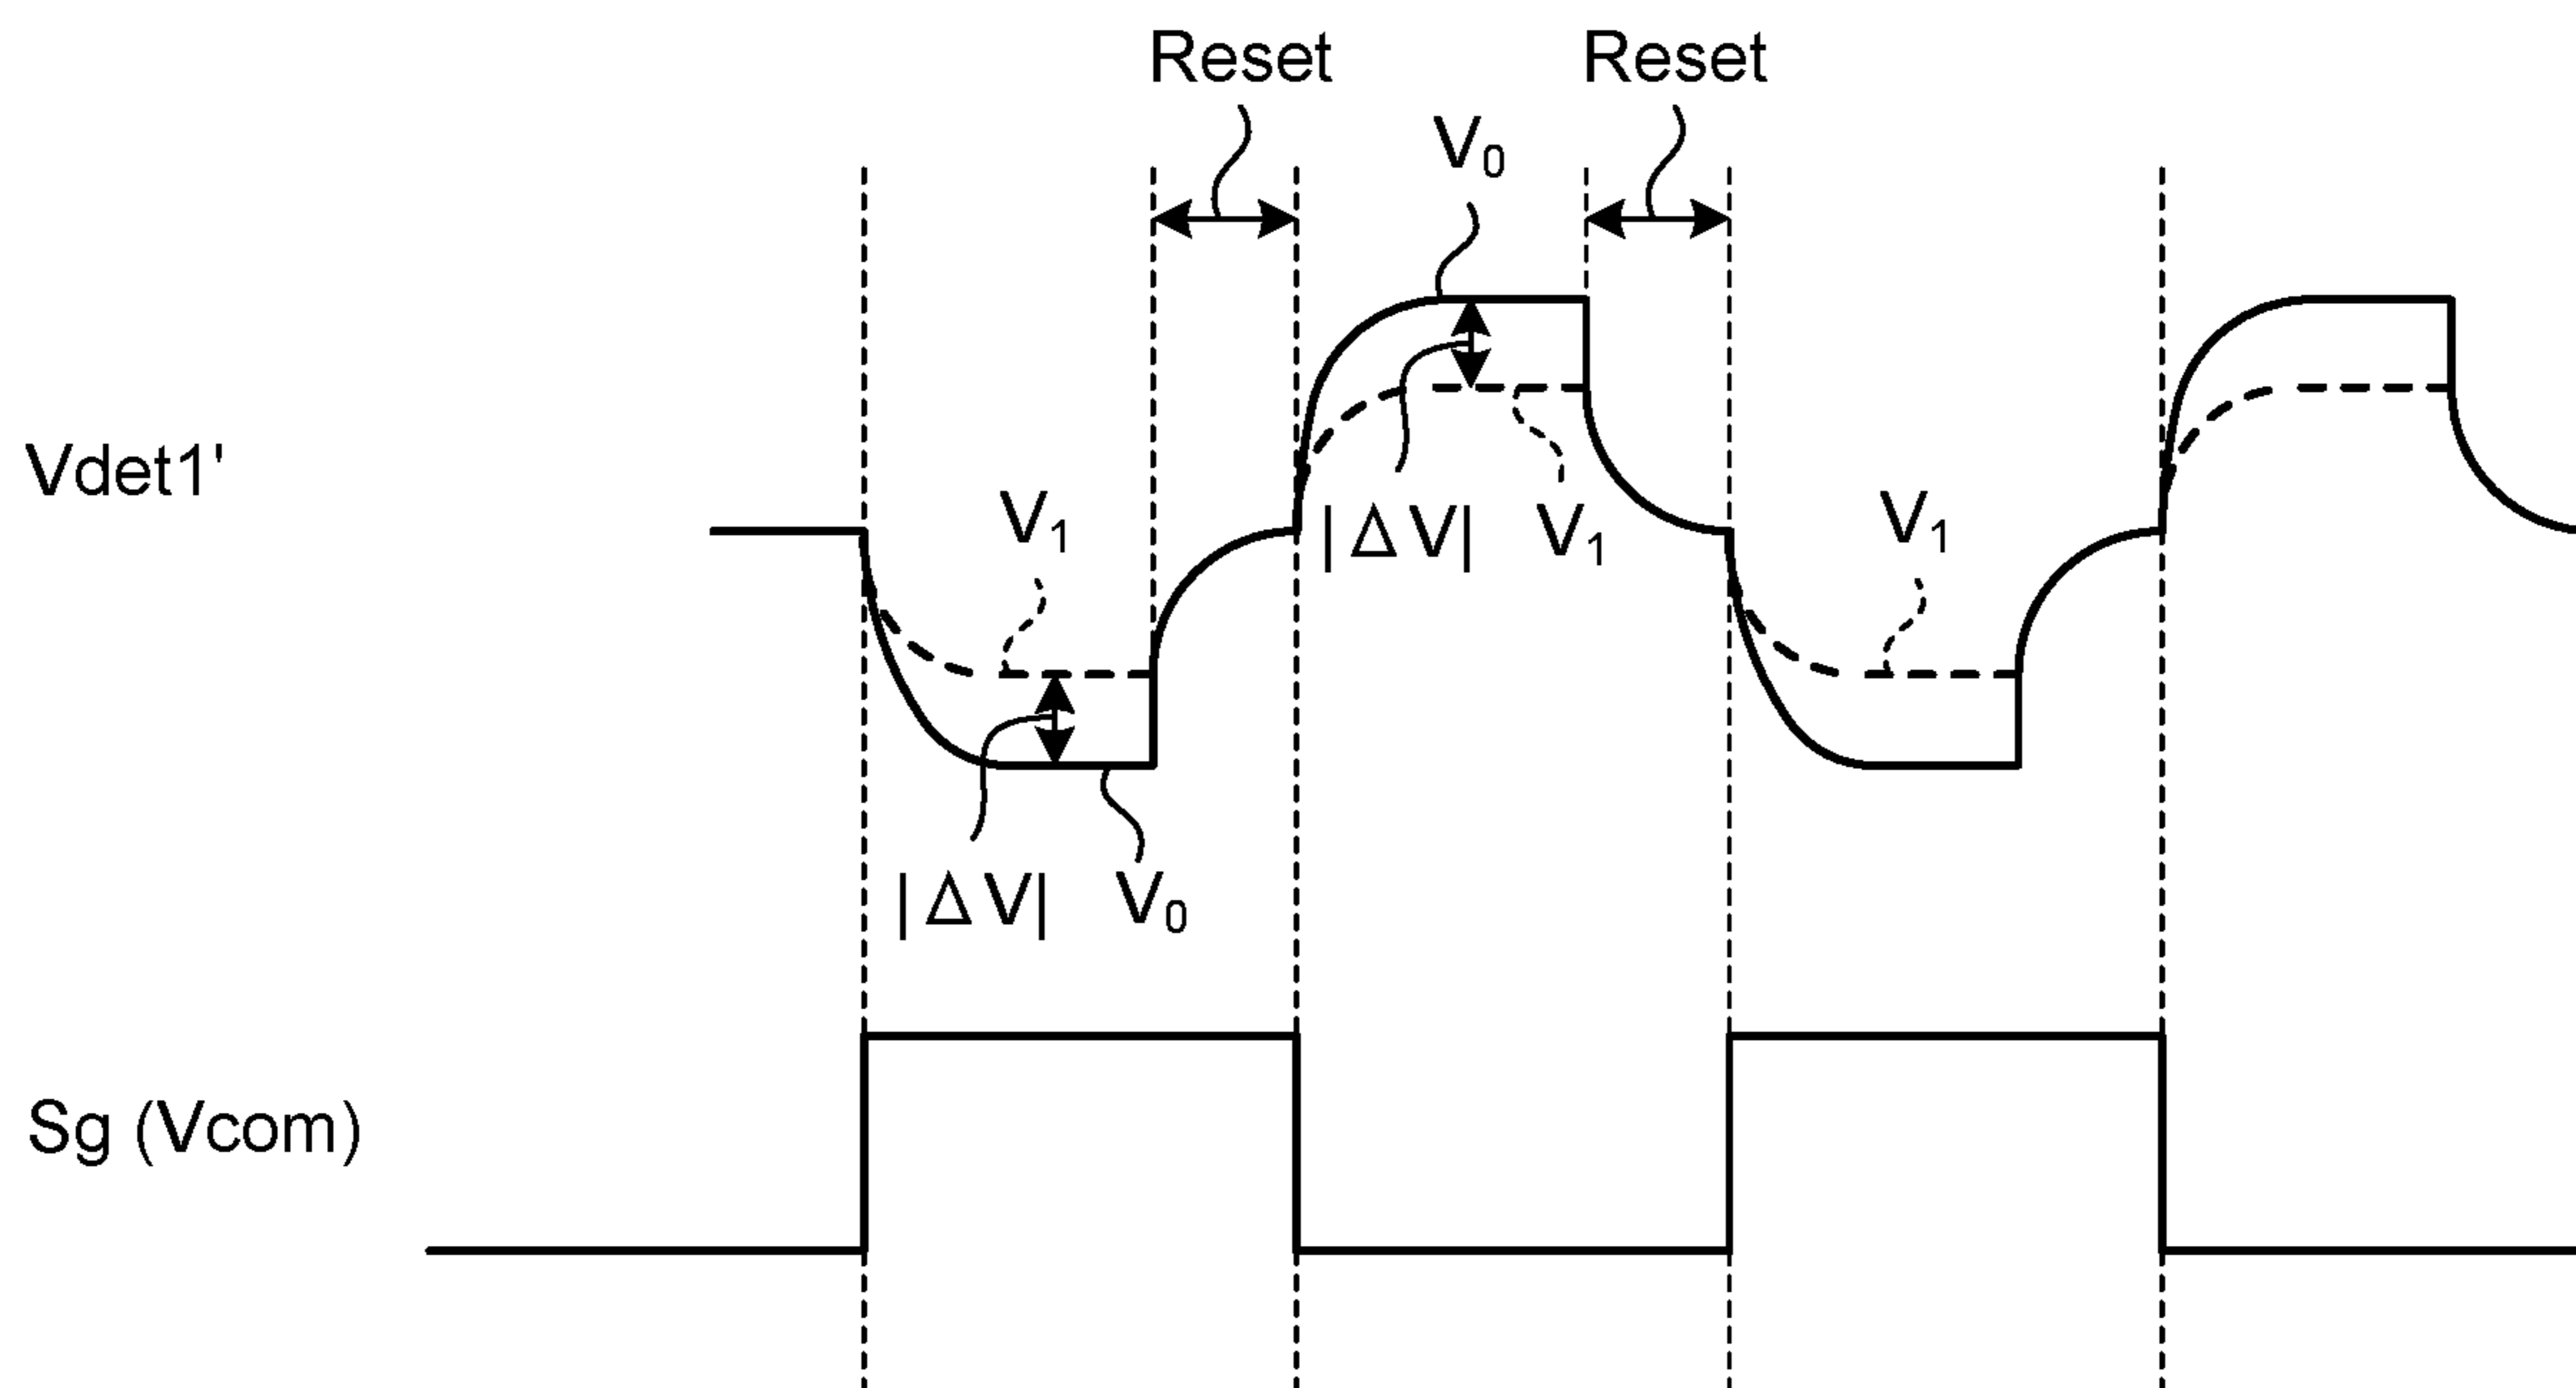 Reset Reset
V₀
Vdet1'
V₁ |ΔV| V₁ V₁
|ΔV| V₀
Sg (Vcom)